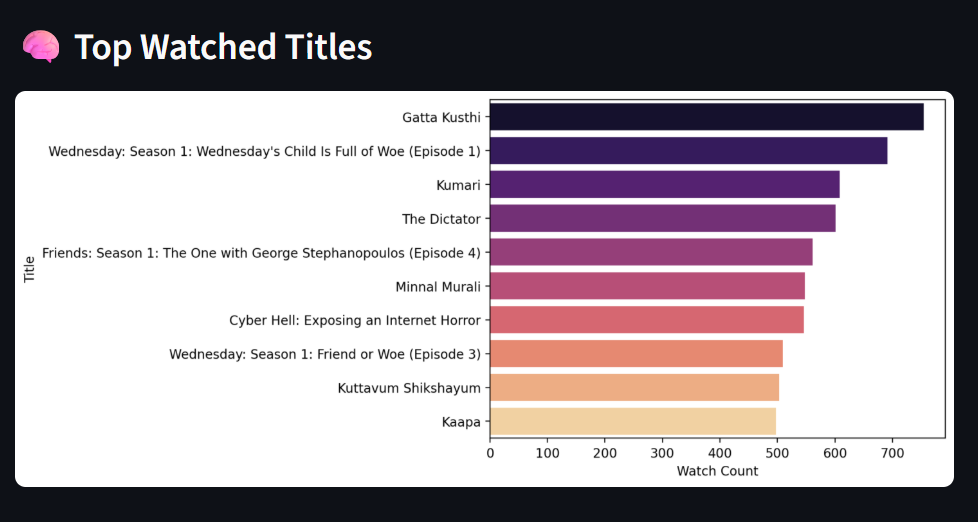 🧠 Top Watched Titles
Title
Gatta Kusthi
Wednesday: Season 1: Wednesday's Child Is Full of Woe (Episode 1)
Kumari
The Dictator
Friends: Season 1: The One with George Stephanopoulos (Episode 4)
Minnal Murali
Cyber Hell: Exposing an Internet Horror
Wednesday: Season 1: Friend or Woe (Episode 3)
Kuttavum Shikshayum
Kaapa
0 100 200 300 400 500 600 700
Watch Count